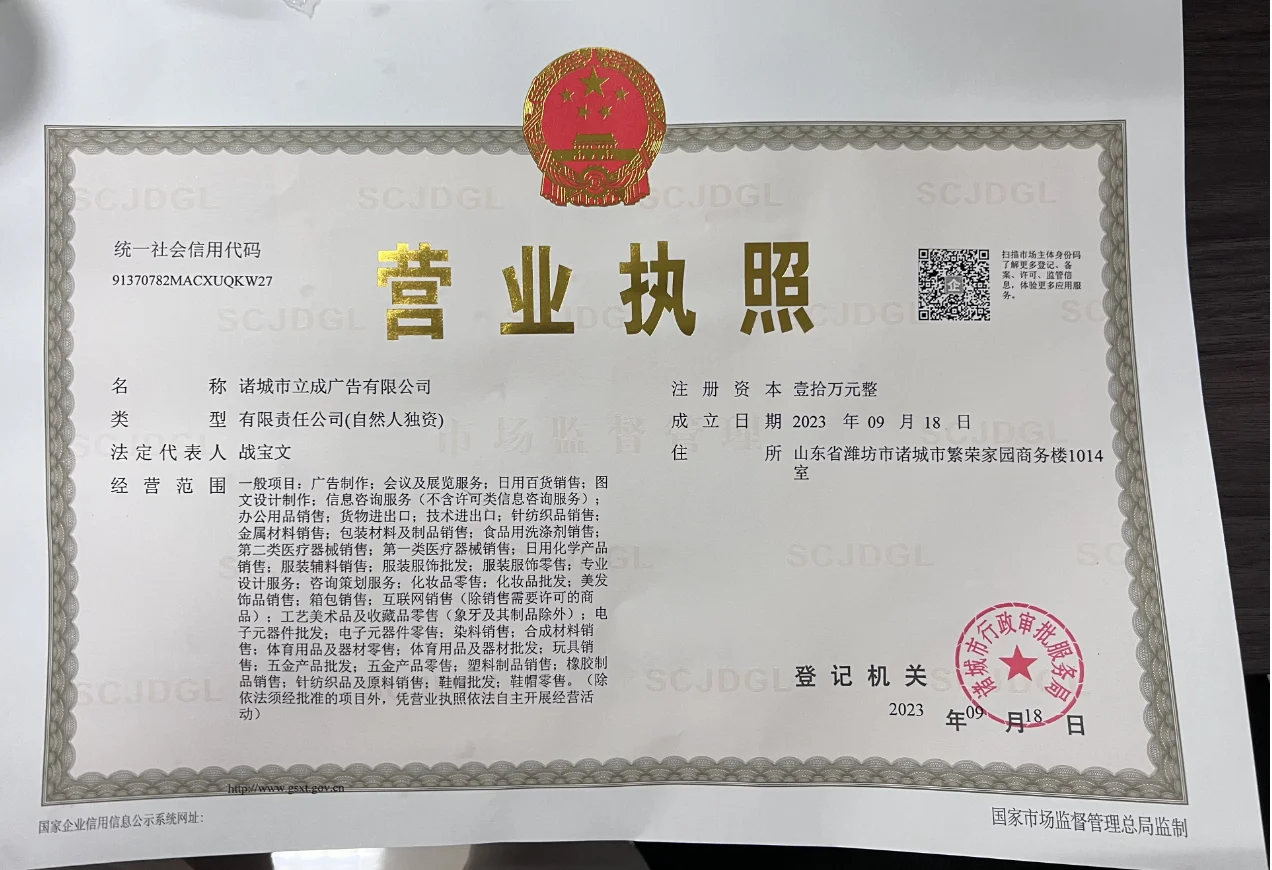 统一社会信用代码
91370782MACXUQKW27
营业执照
扫描市场主体身份码
了解更多登记、备
案、许可、监管信
息，体验更多应用服
务。
企
名 称 诸城市立成广告有限公司
类 型 有限责任公司(自然人独资)
法定代表人 战宝文
经营范围 一般项目：广告制作；会议及展览服务；日用百货销售；图
文设计制作；信息咨询服务（不含许可类信息咨询服务）；
办公用品销售；货物进出口；技术进出口；针纺织品销售；
金属材料销售；包装材料及制品销售；食品用洗涤剂销售；
第二类医疗器械销售；第一类医疗器械销售；日用化学产品
销售；服装辅料销售；服装服饰批发；服装服饰零售；专业
设计服务；咨询策划服务；化妆品零售；化妆品批发；美发
饰品销售；箱包销售；互联网销售（除销售需要许可的商
品）；工艺美术品及收藏品零售（象牙及其制品除外）；电
子元器件批发；电子元器件零售；染料销售；合成材料销
售；体育用品及器材零售；体育用品及器材批发；玩具销
售；五金产品批发；五金产品零售；塑料制品销售；橡胶制
品销售；针纺织品及原料销售；鞋帽批发；鞋帽零售。（除
依法须经批准的项目外，凭营业执照依法自主开展经营活
动）
注册资本 壹拾万元整
成立日期 2023 年 09 月 18 日
住 所 山东省潍坊市诸城市繁荣家园商务楼1014
室
市场监督管理
SCJDGL
SCJDGL
SCJDGL
SCJDGL
SCJDGL
SCJDGL
SCJDGL
SCJDGL
SCJDGL
登记机关
诸城市行政审批服务局
2023 年 09 月 18 日
http://www.gsxt.gov.cn
国家企业信用信息公示系统网址：
国家市场监督管理总局监制